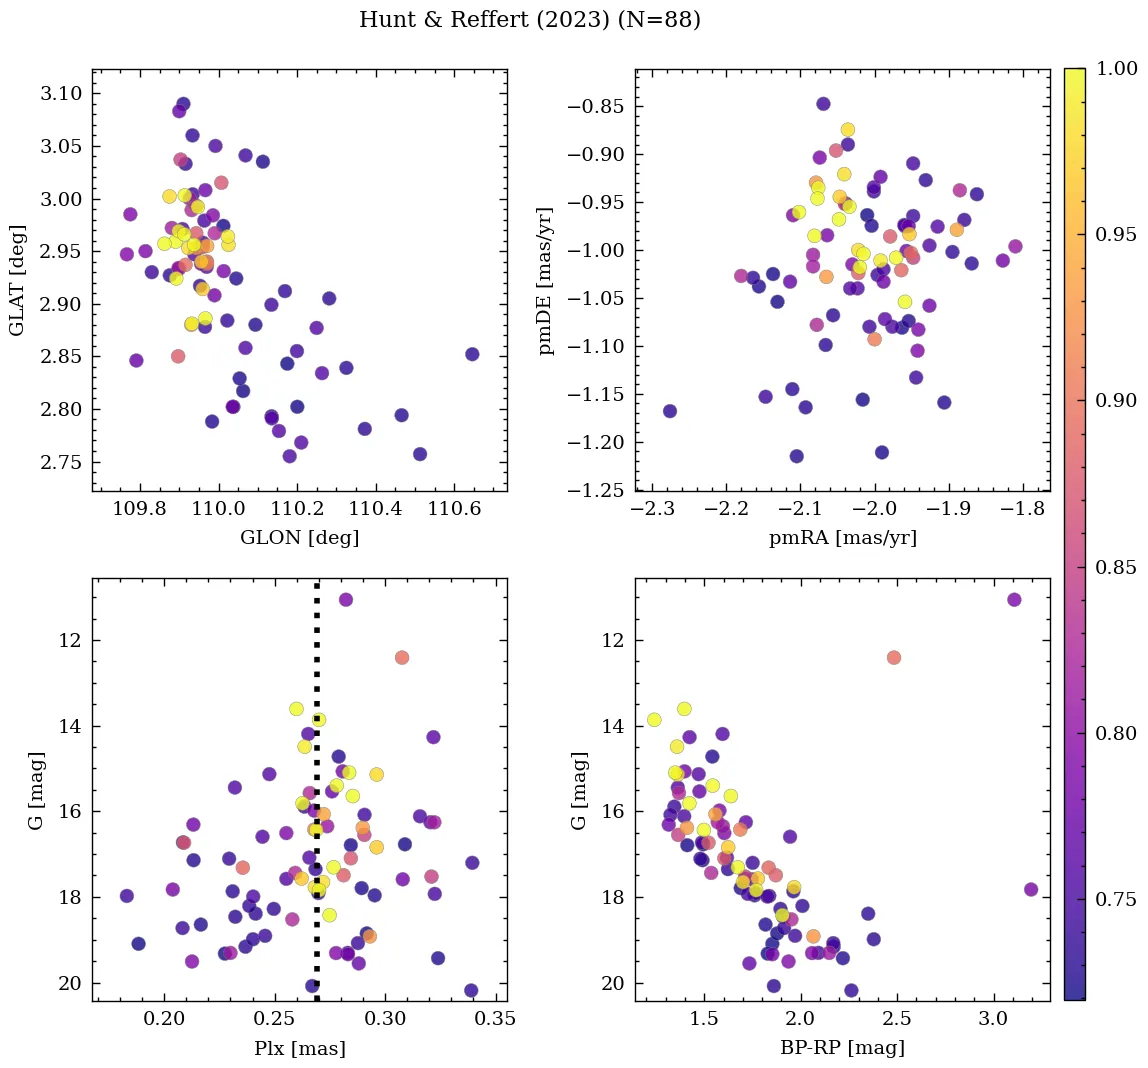 Hunt & Reffert (2023) (N=88)
3.10
3.05
3.00
2.95
2.90
2.85
2.80
2.75
GLAT [deg]
109.8 110.0 110.2 110.4 110.6
GLON [deg]
−0.85
−0.90
−0.95
−1.00
−1.05
−1.10
−1.15
−1.20
−1.25
pmDE [mas/yr]
−2.3 −2.2 −2.1 −2.0 −1.9 −1.8
pmRA [mas/yr]
12
14
16
18
20
G [mag]
0.20 0.25 0.30 0.35
Plx [mas]
12
14
16
18
20
G [mag]
1.5 2.0 2.5 3.0
BP-RP [mag]
1.00
0.95
0.90
0.85
0.80
0.75